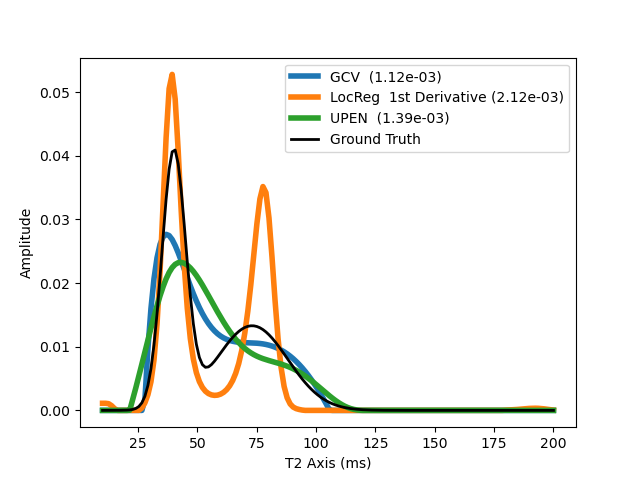 GCV (1.12e-03)
LocReg 1st Derivative (2.12e-03)
UPEN (1.39e-03)
Ground Truth
Amplitude
0.05
0.04
0.03
0.02
0.01
0.00
25 50 75 100 125 150 175 200
T2 Axis (ms)